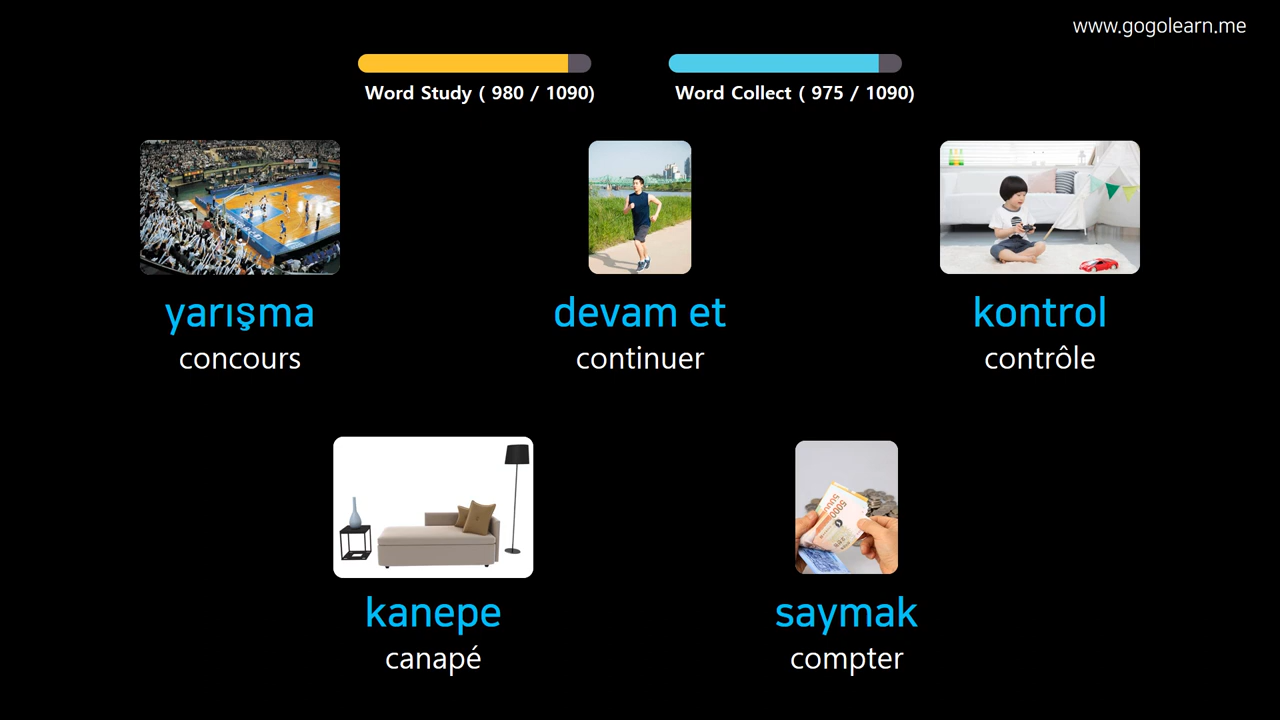 www.gogolearn.me
Word Study ( 980 / 1090)
Word Collect ( 975 / 1090)
yarışma
concours
devam et
continuer
kontrol
contrôle
kanepe
canapé
saymak
compter